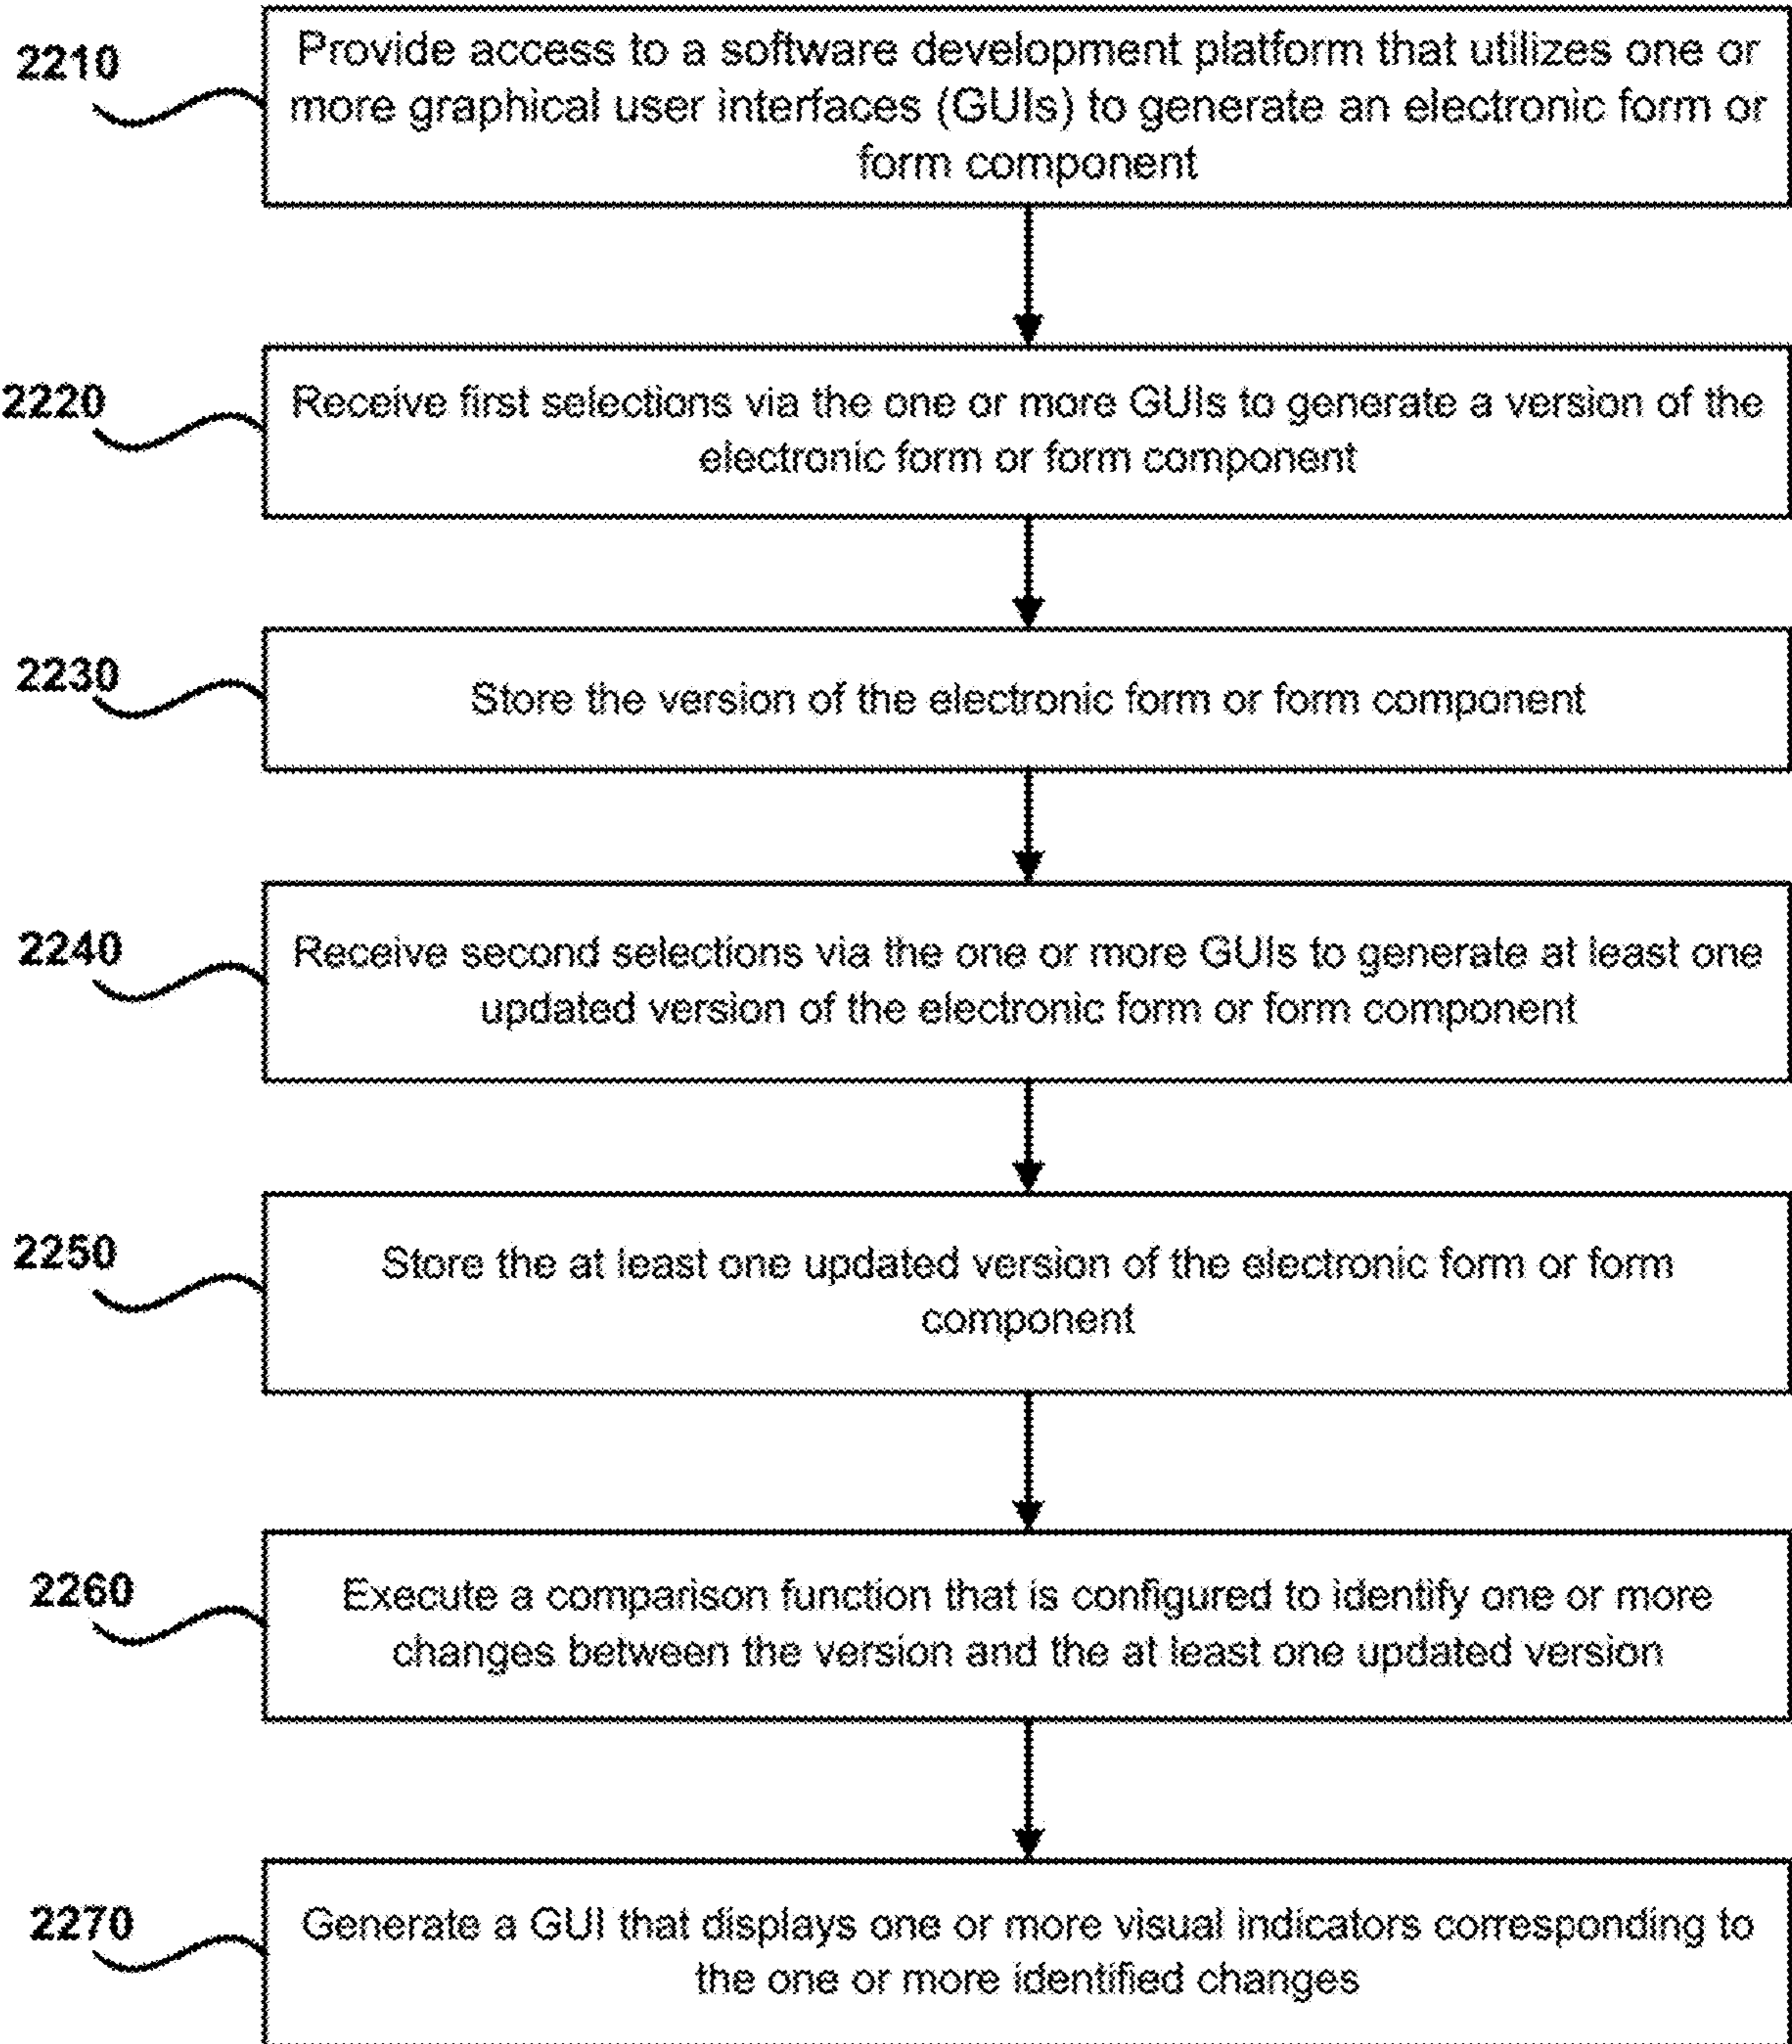 2210
Provide access to a software development platform that utilizes one or
more graphical user interfaces (GUIs) to generate an electronic form or
form component
2220
Receive first selections via the one or more GUIs to generate a version of the
electronic form or form component
2230
Store the version of the electronic form or form component
2240
Receive second selections via the one or more GUIs to generate at least one
updated version of the electronic form or form component
2250
Store the at least one updated version of the electronic form or form
component
2260
Execute a comparison function that is configured to identify one or more
changes between the version and the at least one updated version
2270
Generate a GUI that displays one or more visual indicators corresponding to
the one or more identified changes